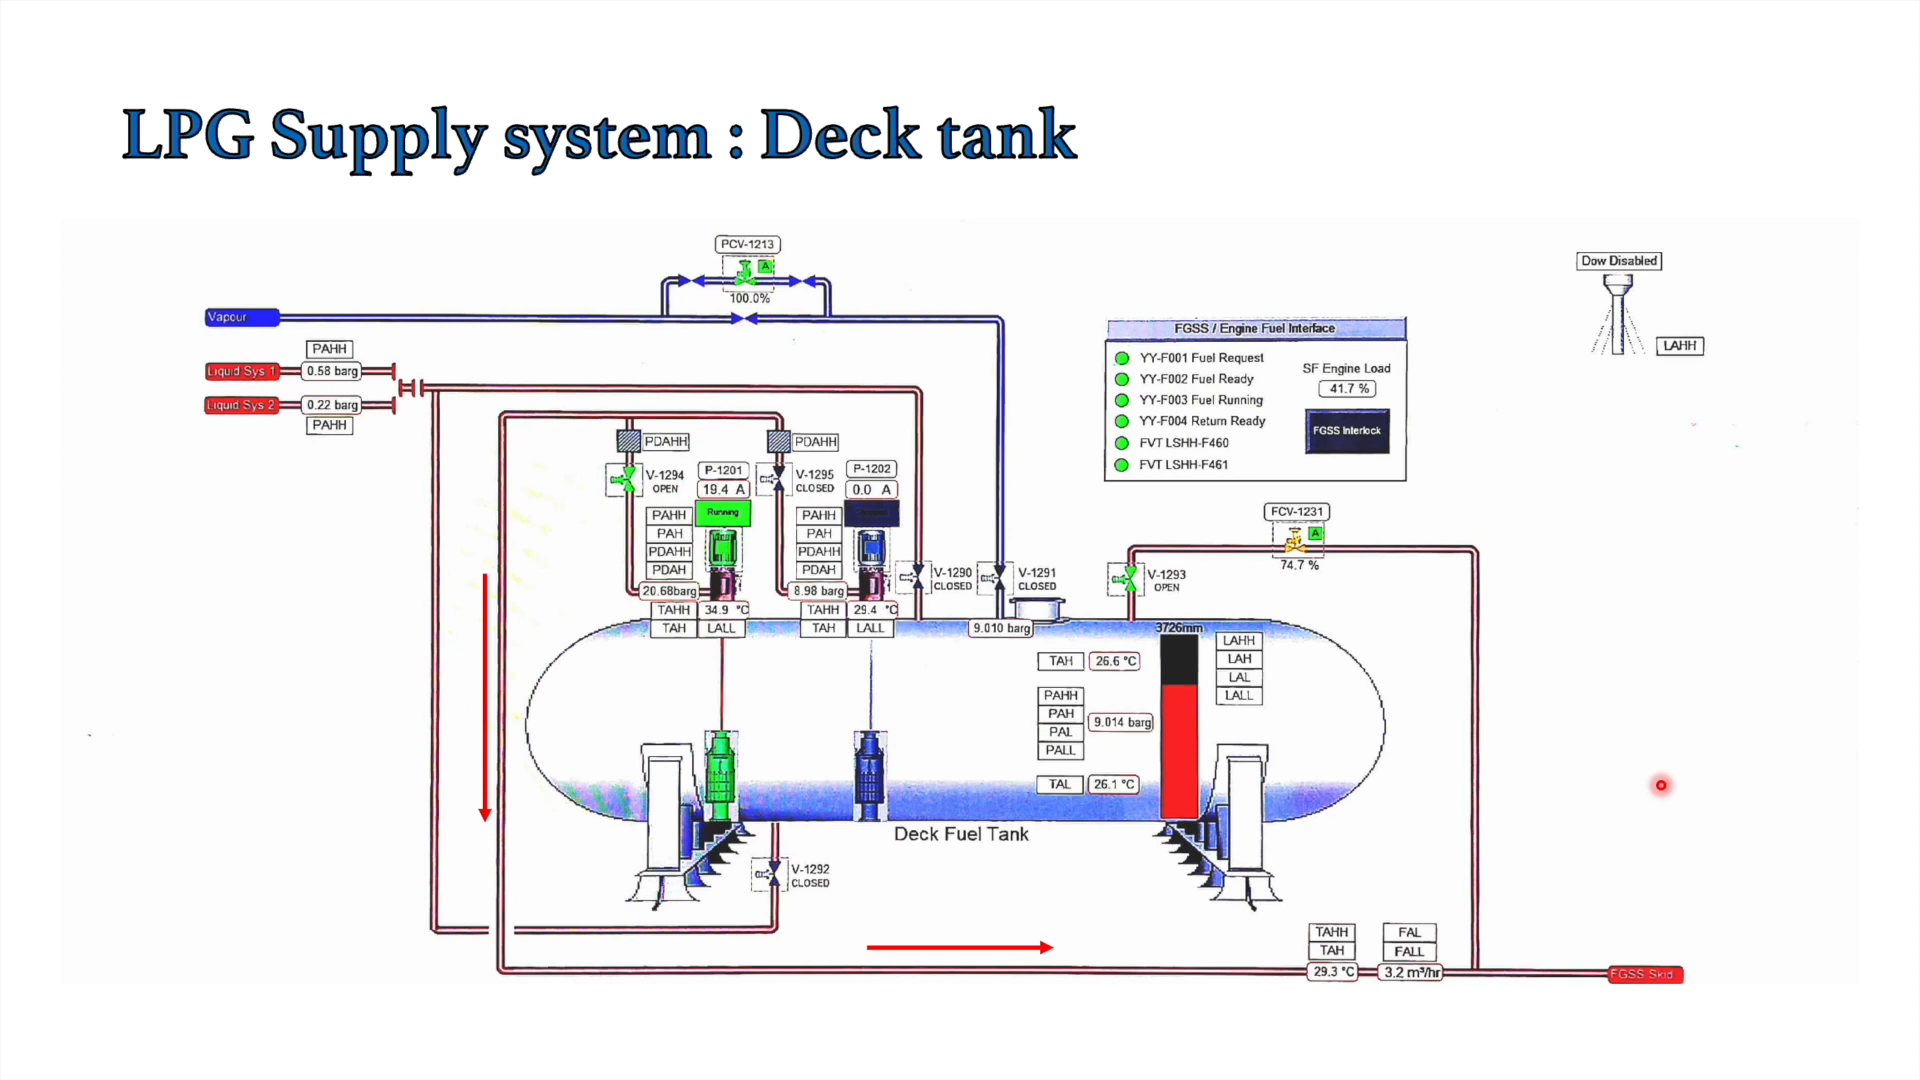 LPG Supply system : Deck tank
PCV-1213
A
100.0%
Dow Disabled
LAHH
Vapour
PAHH
Liquid Sys 1
0.58 barg
Liquid Sys 2
0.22 barg
PAHH
FGSS / Engine Fuel Interface
YY-F001 Fuel Request
YY-F002 Fuel Ready
YY-F003 Fuel Running
YY-F004 Return Ready
FVT LSHH-F460
FVT LSHH-F461
SF Engine Load
41.7 %
FGSS Interlock
PDAHH
PDAHH
V-1294
OPEN
P-1201
19.4 A
Running
V-1295
CLOSED
P-1202
0.0 A
PAHH
PAH
PDAHH
PDAH
20.68barg
TAHH
34.9 °C
TAH
LALL
PAHH
PAH
PDAHH
PDAH
8.98 barg
TAHH
29.4 °C
TAH
LALL
V-1290
CLOSED
V-1291
CLOSED
9.010 barg
V-1293
OPEN
FCV-1231
A
74.7 %
3726mm
TAH
26.6 °C
PAHH
PAH
PAL
PALL
9.014 barg
TAL
26.1 °C
LAHH
LAH
LAL
LALL
Deck Fuel Tank
V-1292
CLOSED
TAHH
TAH
29.3 °C
FAL
FALL
3.2 m³/hr
FGSS Skid